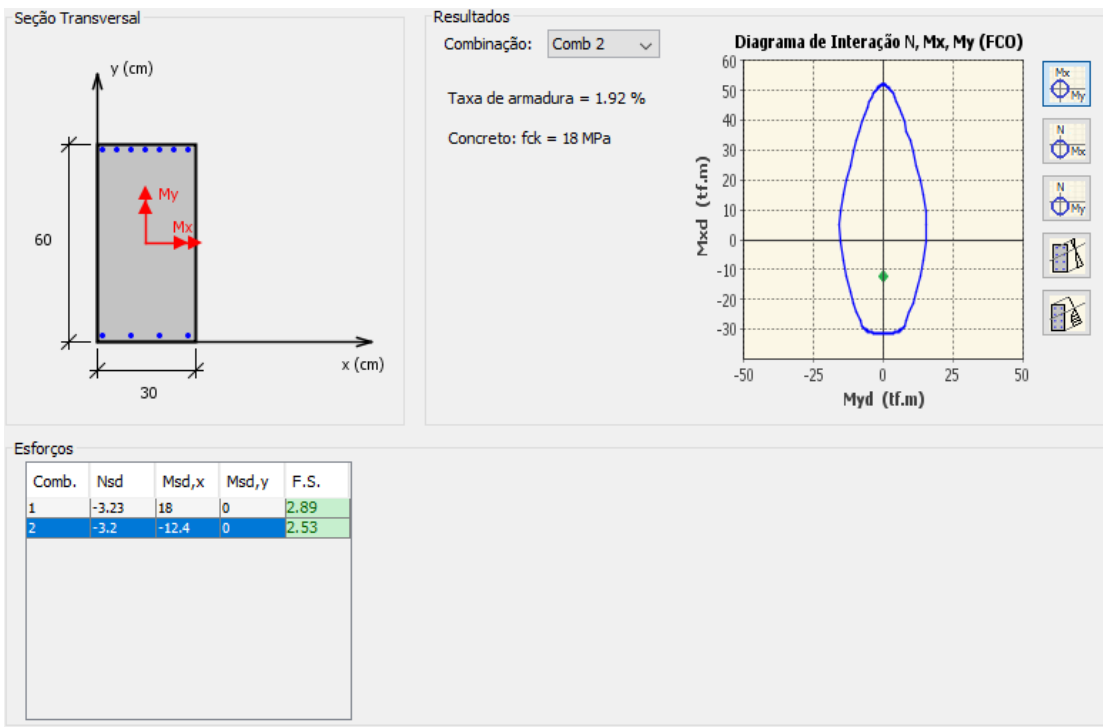 Seção Transversal
y (cm)
My
Mx
60
x (cm)
30
Resultados
Combinação: Comb 2
Taxa de armadura = 1.92 %
Concreto: fck = 18 MPa
Diagrama de Interação N, Mx, My (FCO)
60
50
40
30
20
10
0
-10
-20
-30
Mxd (tf.m)
-50 -25 0 25 50
Myd (tf.m)
Mx
My
N
Mx
N
My
Esforços
Comb. Nsd Msd,x Msd,y F.S.
1 -3.23 18 0 2.89
2 -3.2 -12.4 0 2.53